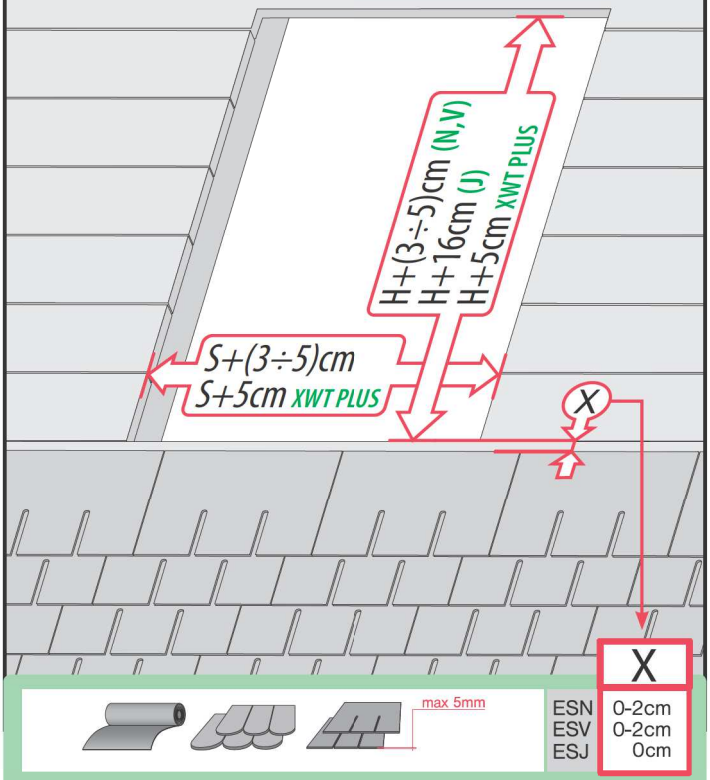 H+(3÷5)cm (N,V)
H+16cm (J)
H+5cm XWT PLUS
S+(3÷5)cm
S+5cm XWT PLUS
X
X
max 5mm
ESN 0-2cm
ESV 0-2cm
ESJ 0cm